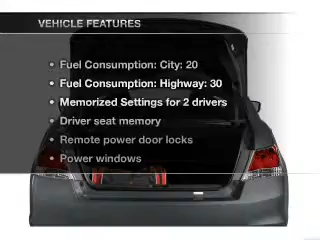 VEHICLE FEATURES
• Fuel Consumption: City: 20
• Fuel Consumption: Highway: 30
• Memorized Settings for 2 drivers
• Driver seat memory
• Remote power door locks
• Power windows